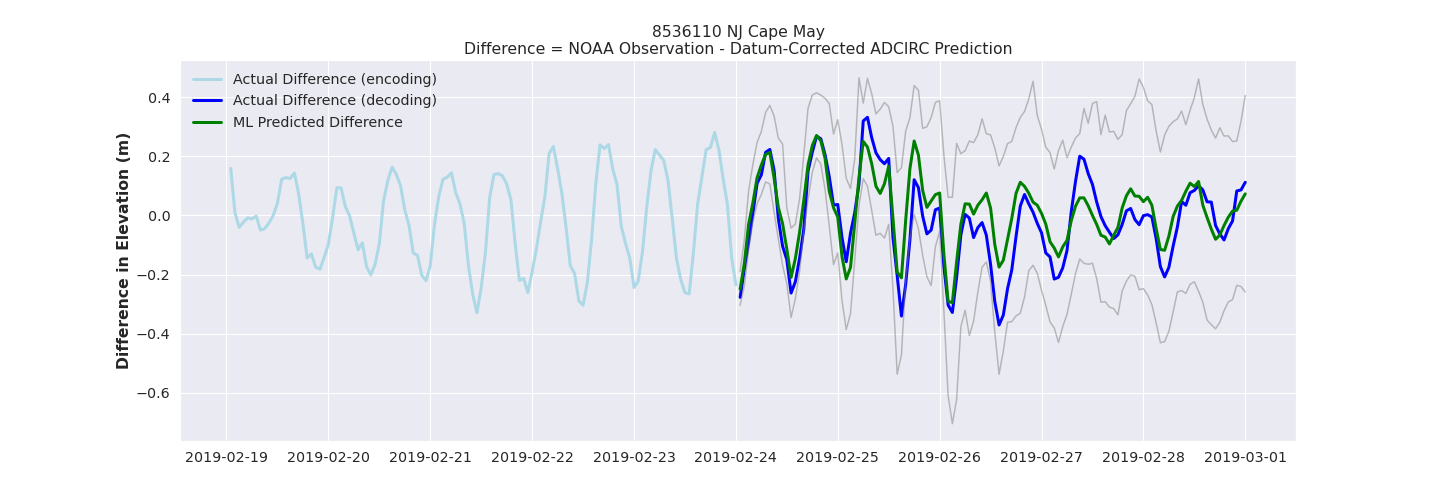 8536110 NJ Cape May
Difference = NOAA Observation - Datum-Corrected ADCIRC Prediction
Actual Difference (encoding)
Actual Difference (decoding)
ML Predicted Difference
Difference in Elevation (m)
0.4
0.2
0.0
−0.2
−0.4
−0.6
2019-02-19 2019-02-20 2019-02-21 2019-02-22 2019-02-23 2019-02-24 2019-02-25 2019-02-26 2019-02-27 2019-02-28 2019-03-01